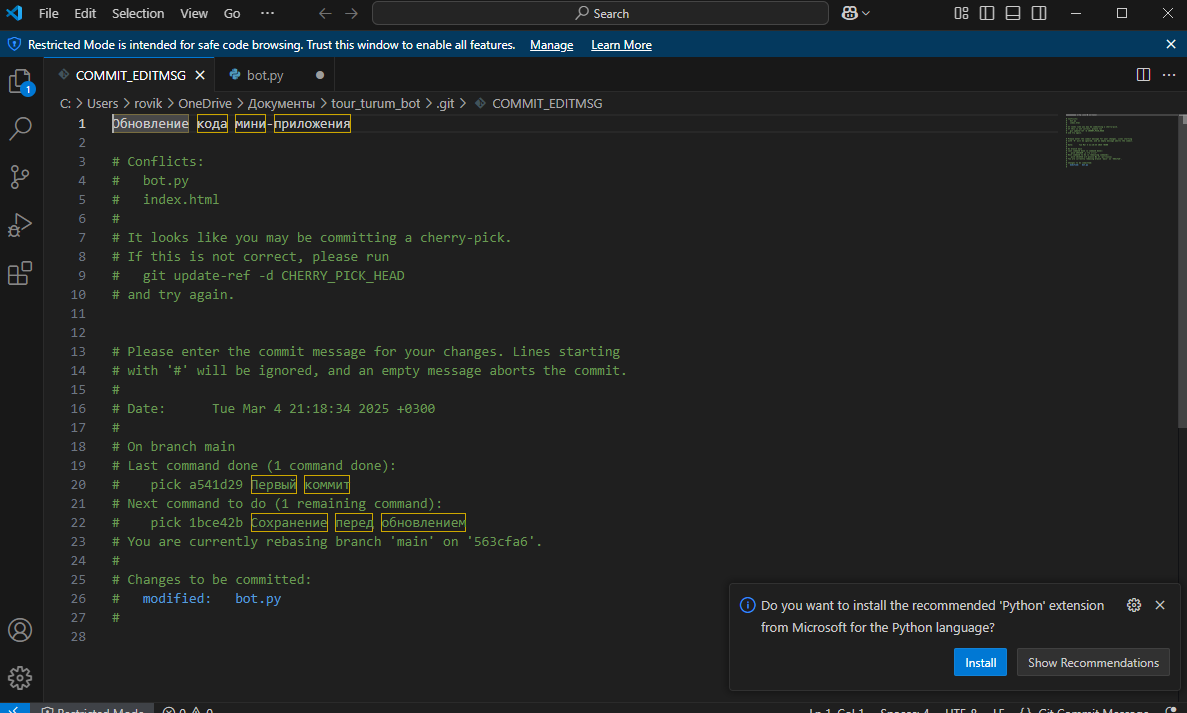 File Edit Selection View Go ··· Search
Restricted Mode is intended for safe code browsing. Trust this window to enable all features. Manage Learn More
1
COMMIT_EDITMSG bot.py
C: > Users > rovik > OneDrive > Документы > tour_turum_bot > .git > COMMIT_EDITMSG
1 Обновление кода мини-приложения
2
3 # Conflicts:
4 # bot.py
5 # index.html
6 #
7 # It looks like you may be committing a cherry-pick.
8 # If this is not correct, please run
9 # git update-ref -d CHERRY_PICK_HEAD
10 # and try again.
11
12
13 # Please enter the commit message for your changes. Lines starting
14 # with '#' will be ignored, and an empty message aborts the commit.
15 #
16 # Date: Tue Mar 4 21:18:34 2025 +0300
17 #
18 # On branch main
19 # Last command done (1 command done):
20 # pick a541d29 Первый коммит
21 # Next command to do (1 remaining command):
22 # pick 1bce42b Сохранение перед обновлением
23 # You are currently rebasing branch 'main' on '563cfa6'.
24 #
25 # Changes to be committed:
26 # modified: bot.py
27 #
28
Do you want to install the recommended 'Python' extension
from Microsoft for the Python language?
Install Show Recommendations
Restricted Mode 0 0 Ln 1, Col 1 Spaces: 4 UTF-8 LF {} Git Commit Message